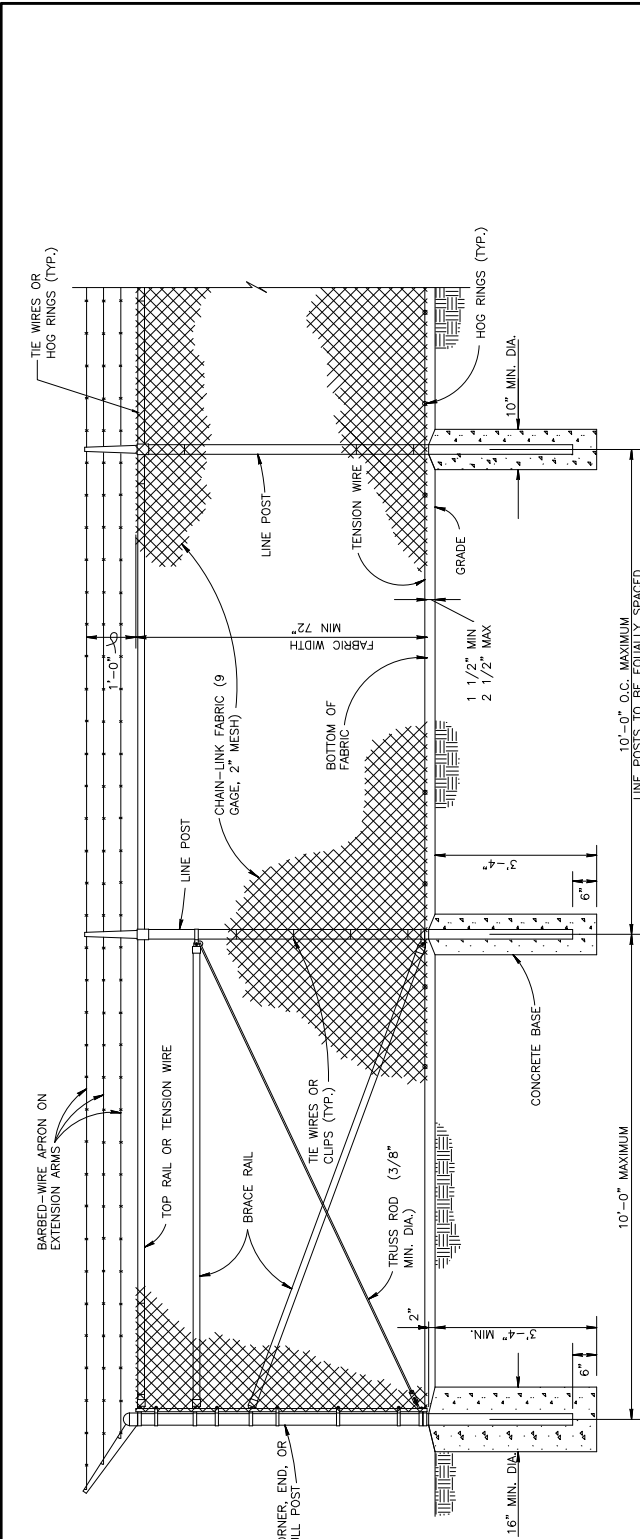 BARBED-WIRE APRON ON
EXTENSION ARMS
TIE WIRES OR
HOG RINGS (TYP.)
1'-0"
TOP RAIL OR TENSION WIRE
LINE POST
CHAIN-LINK FABRIC (9
GAGE, 2" MESH)
LINE POST
FABRIC WIDTH
MIN 72"
BRACE RAIL
TIE WIRES OR
CLIPS (TYP.)
BOTTOM OF
FABRIC
TENSION WIRE
TRUSS ROD (3/8"
MIN. DIA.)
HOG RINGS (TYP.)
GRADE
1 1/2" MIN
2 1/2" MAX
2"
POST
3'-4" MIN.
6"
16" MIN. DIA.
CONCRETE BASE
3'-4"
6"
10" MIN. DIA.
10'-0" MAXIMUM
10'-0" O.C. MAXIMUM
LINE POSTS TO BE EQUALLY SPACED